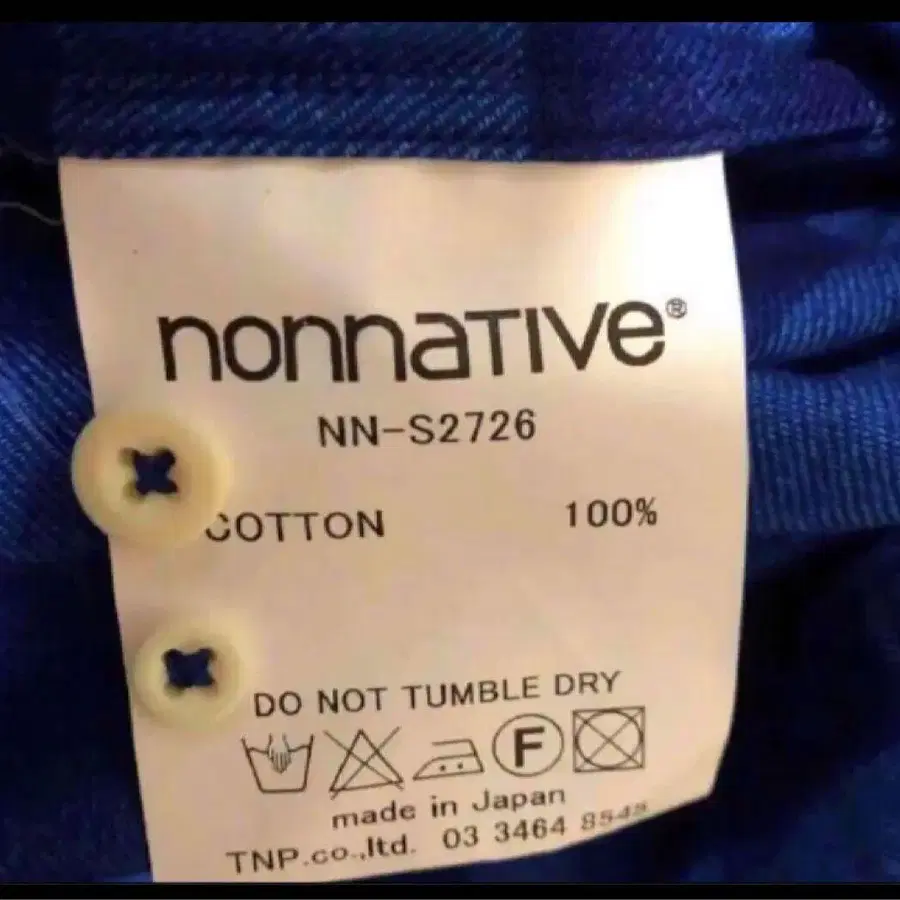 nonnaTIVe®
NN-S2726
COTTON 100%
DO NOT TUMBLE DRY
F
made in Japan
TNP.co.,ltd. 03 3464